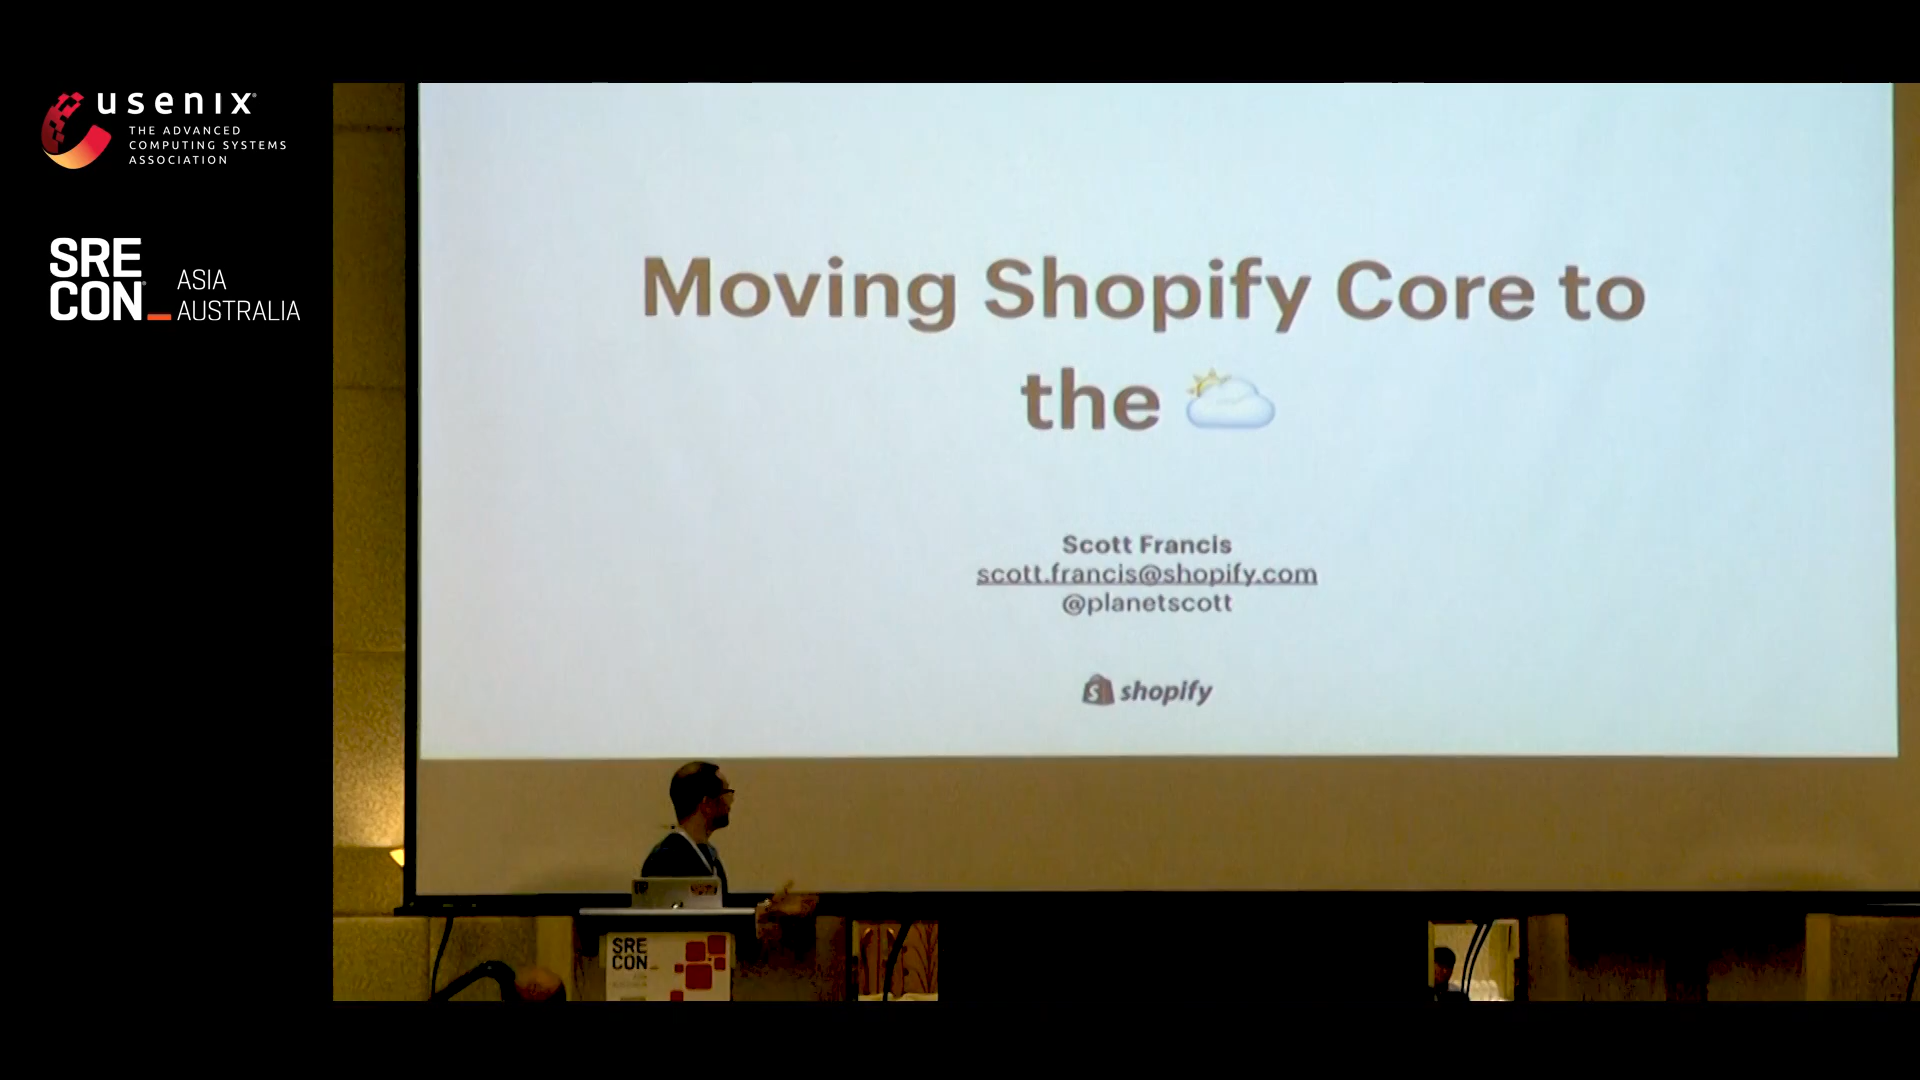 usenix
THE ADVANCED
COMPUTING SYSTEMS
ASSOCIATION
SRE
CON
ASIA
AUSTRALIA
Moving Shopify Core to
the
Scott Francis
scott.francis@shopify.com
@planetscott
shopify
SRE
CON